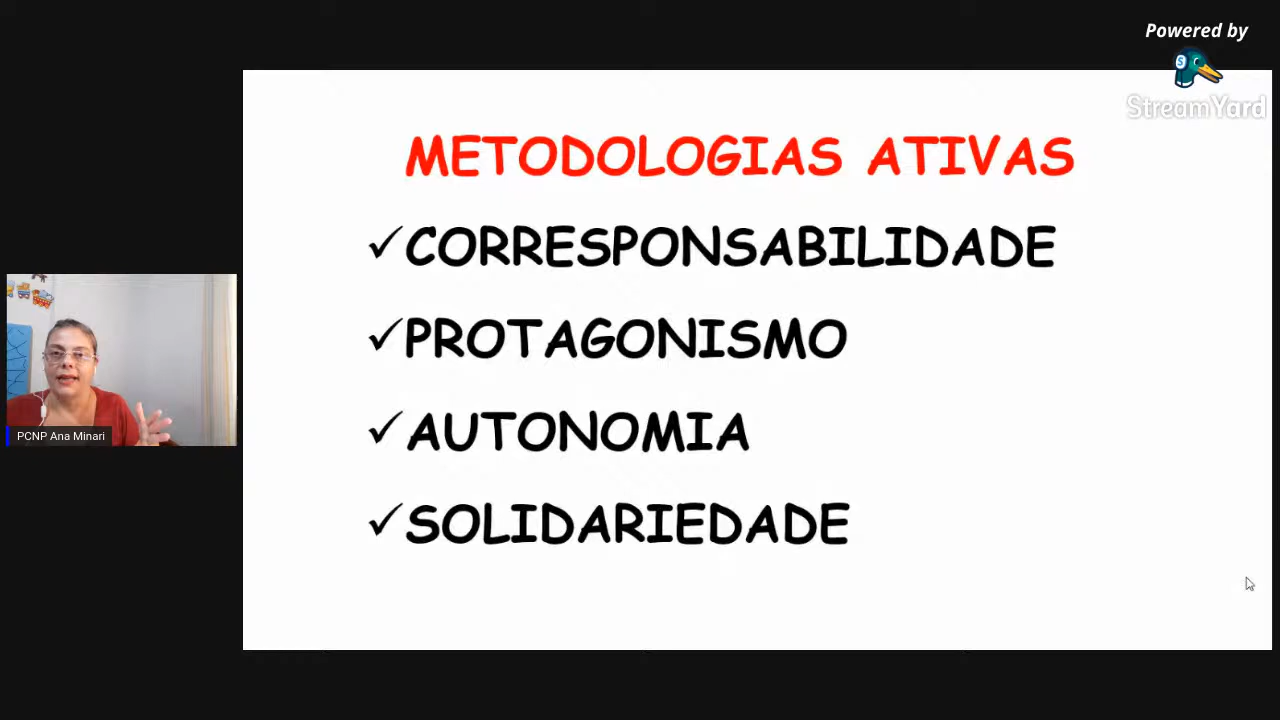 Powered by
StreamYard
METODOLOGIAS ATIVAS
✓CORRESPONSABILIDADE
✓PROTAGONISMO
✓AUTONOMIA
✓SOLIDARIEDADE
PCNP Ana Minari